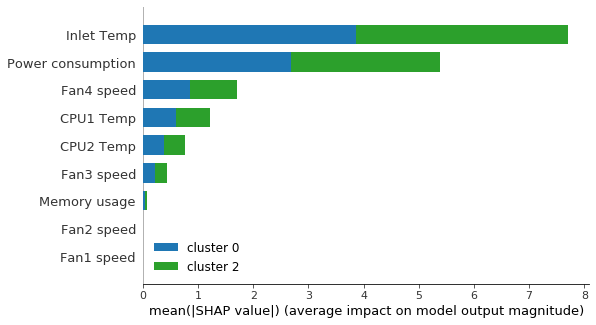 Inlet Temp
Power consumption
Fan4 speed
CPU1 Temp
CPU2 Temp
Fan3 speed
Memory usage
Fan2 speed
Fan1 speed
cluster 0
cluster 2
0 1 2 3 4 5 6 7 8
mean(|SHAP value|) (average impact on model output magnitude)